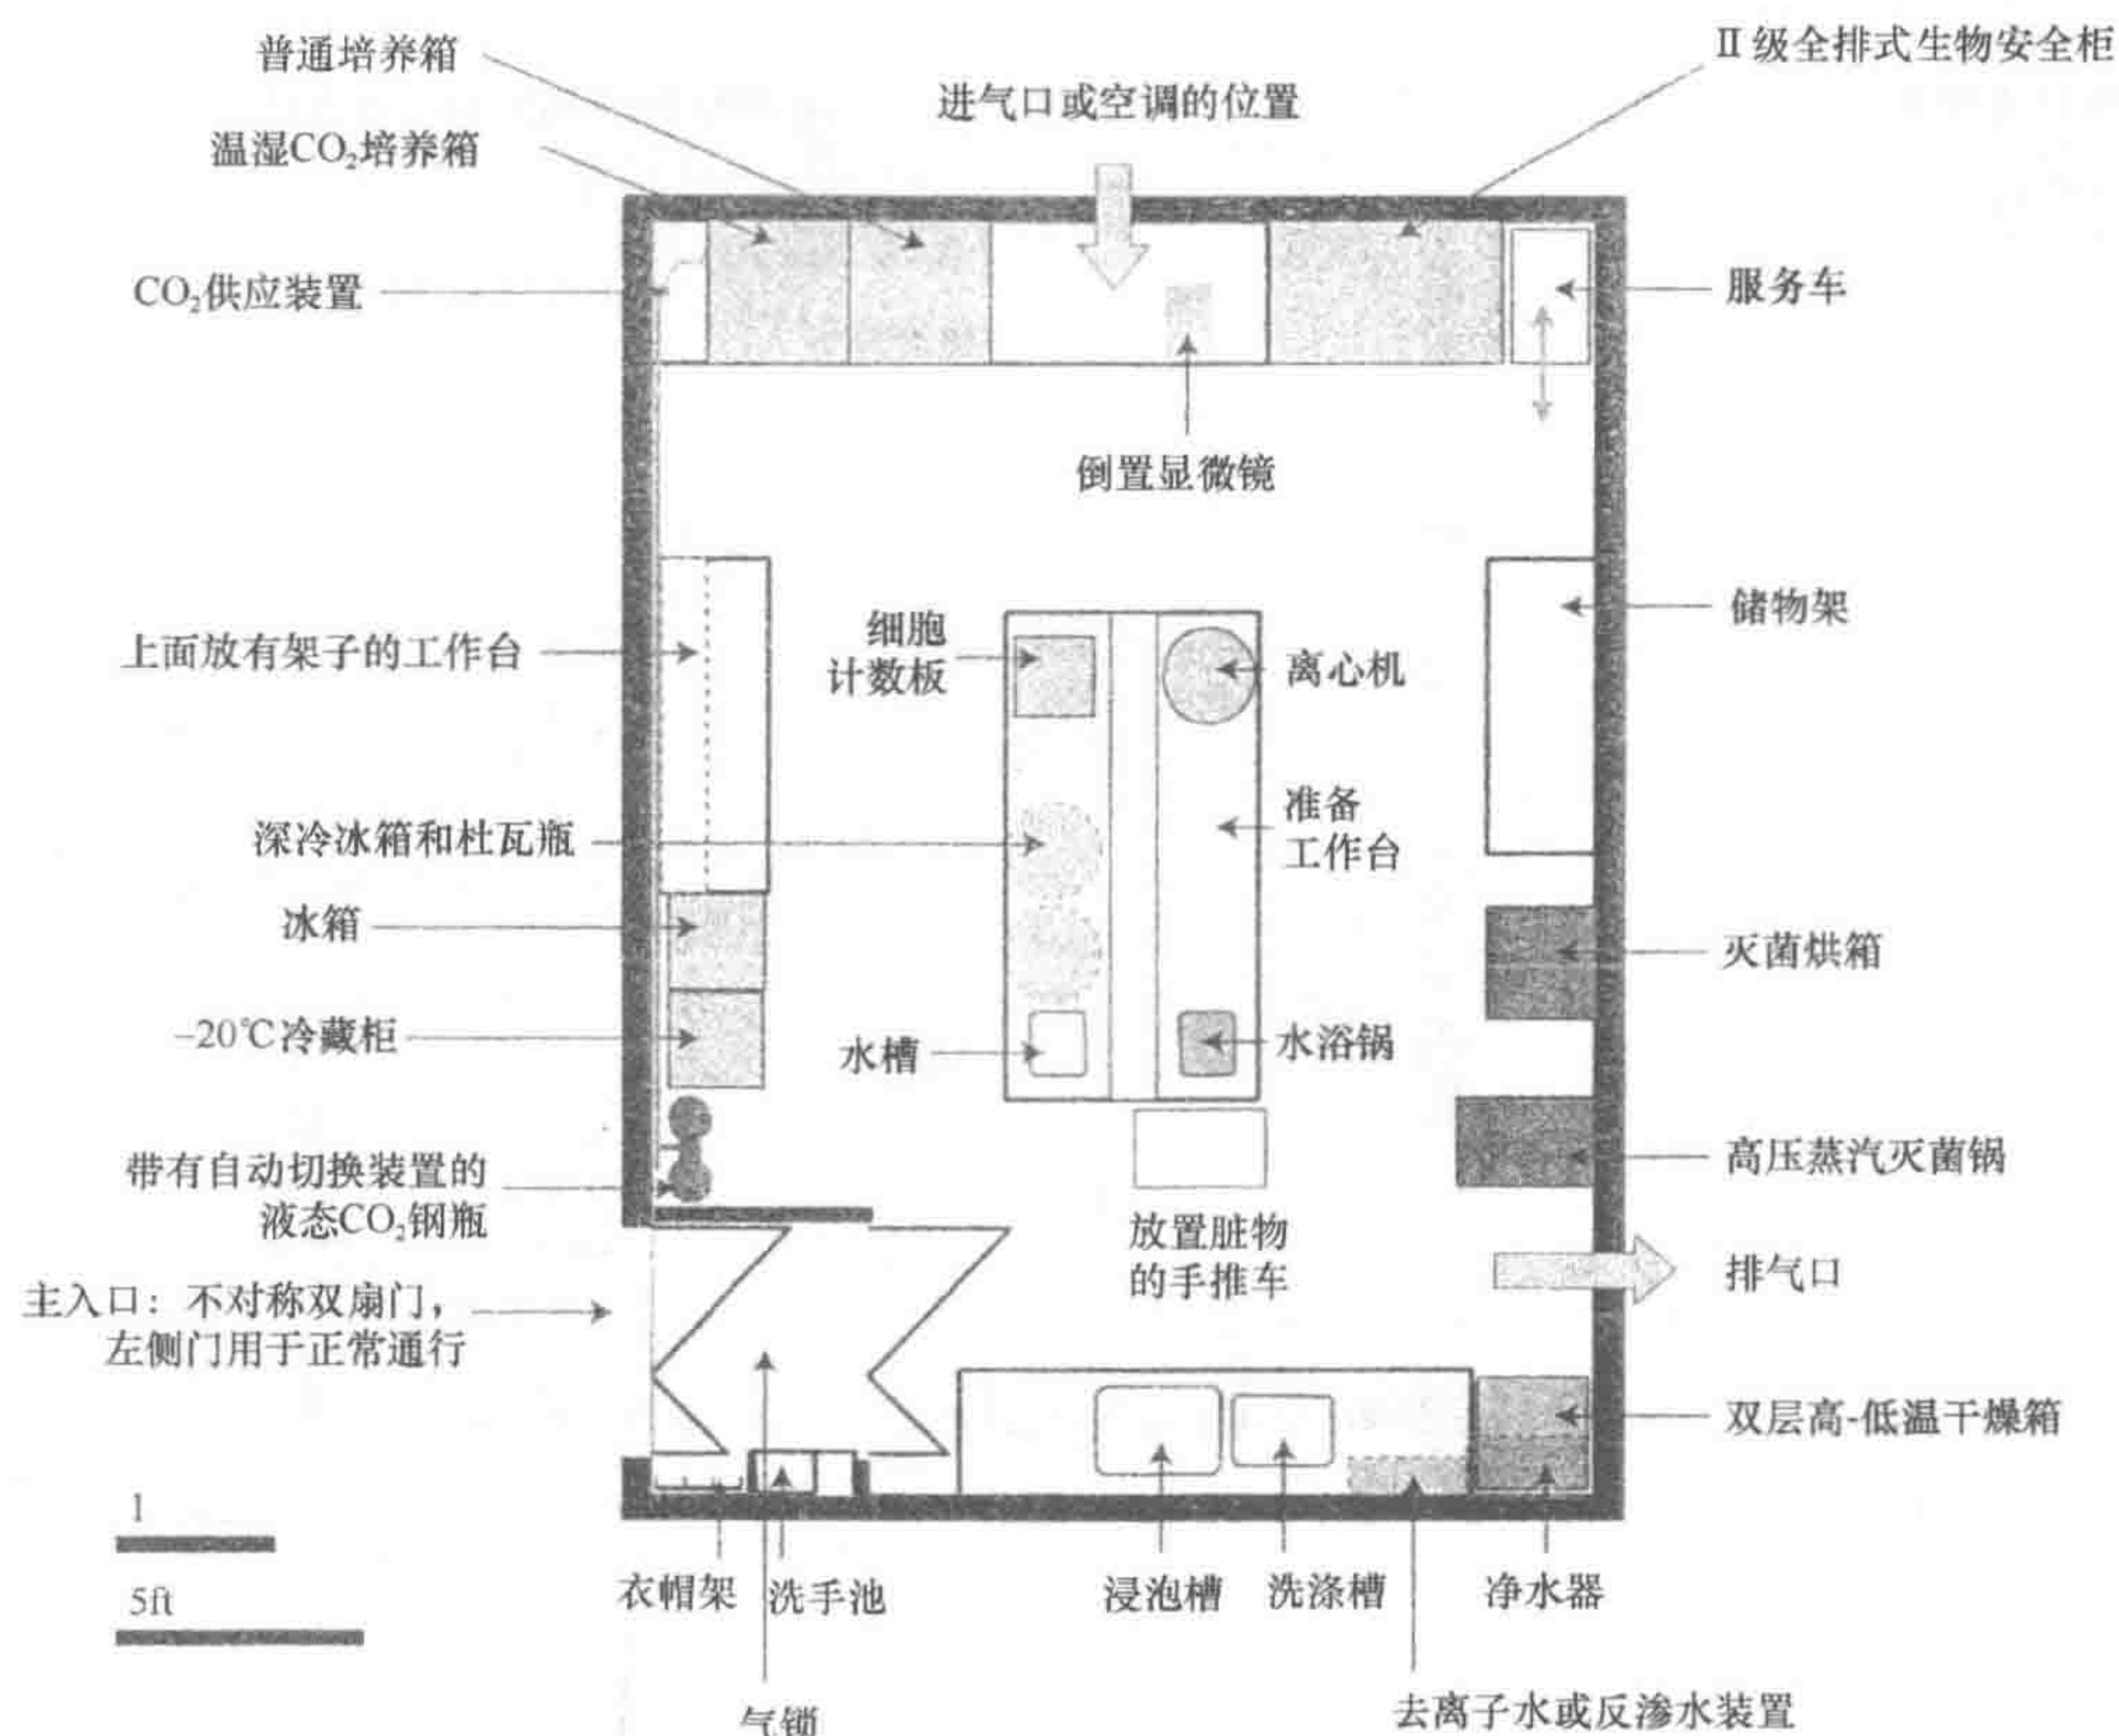 普通培养箱
Ⅱ级全排式生物安全柜
进气口或空调的位置
温湿CO₂培养箱
CO₂供应装置
服务车
倒置显微镜
上面放有架子的工作台
细胞
计数板
离心机
储物架
深冷冰箱和杜瓦瓶
准备
工作台
冰箱
灭菌烘箱
–20℃冷藏柜
水槽
水浴锅
带有自动切换装置的
液态CO₂钢瓶
高压蒸汽灭菌锅
放置脏物
的手推车
排气口
主入口：不对称双扇门，
左侧门用于正常通行
双层高-低温干燥箱
1
5ft
衣帽架
洗手池
浸泡槽
洗涤槽
净水器
气锁
去离子水或反渗水装置